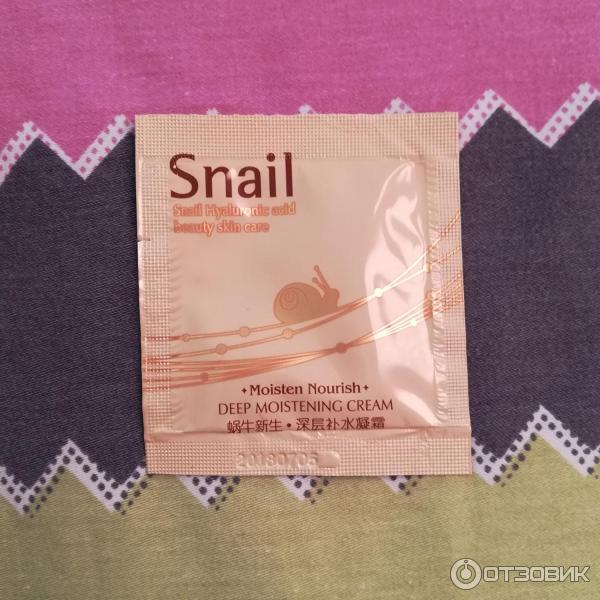 Snail
Snail Hyaluronic acid
beauty skin care
✦ Moisten Nourish ✦
DEEP MOISTENING CREAM
蜗牛新生·深层补水凝霜
20180705
ОТЗОВИК